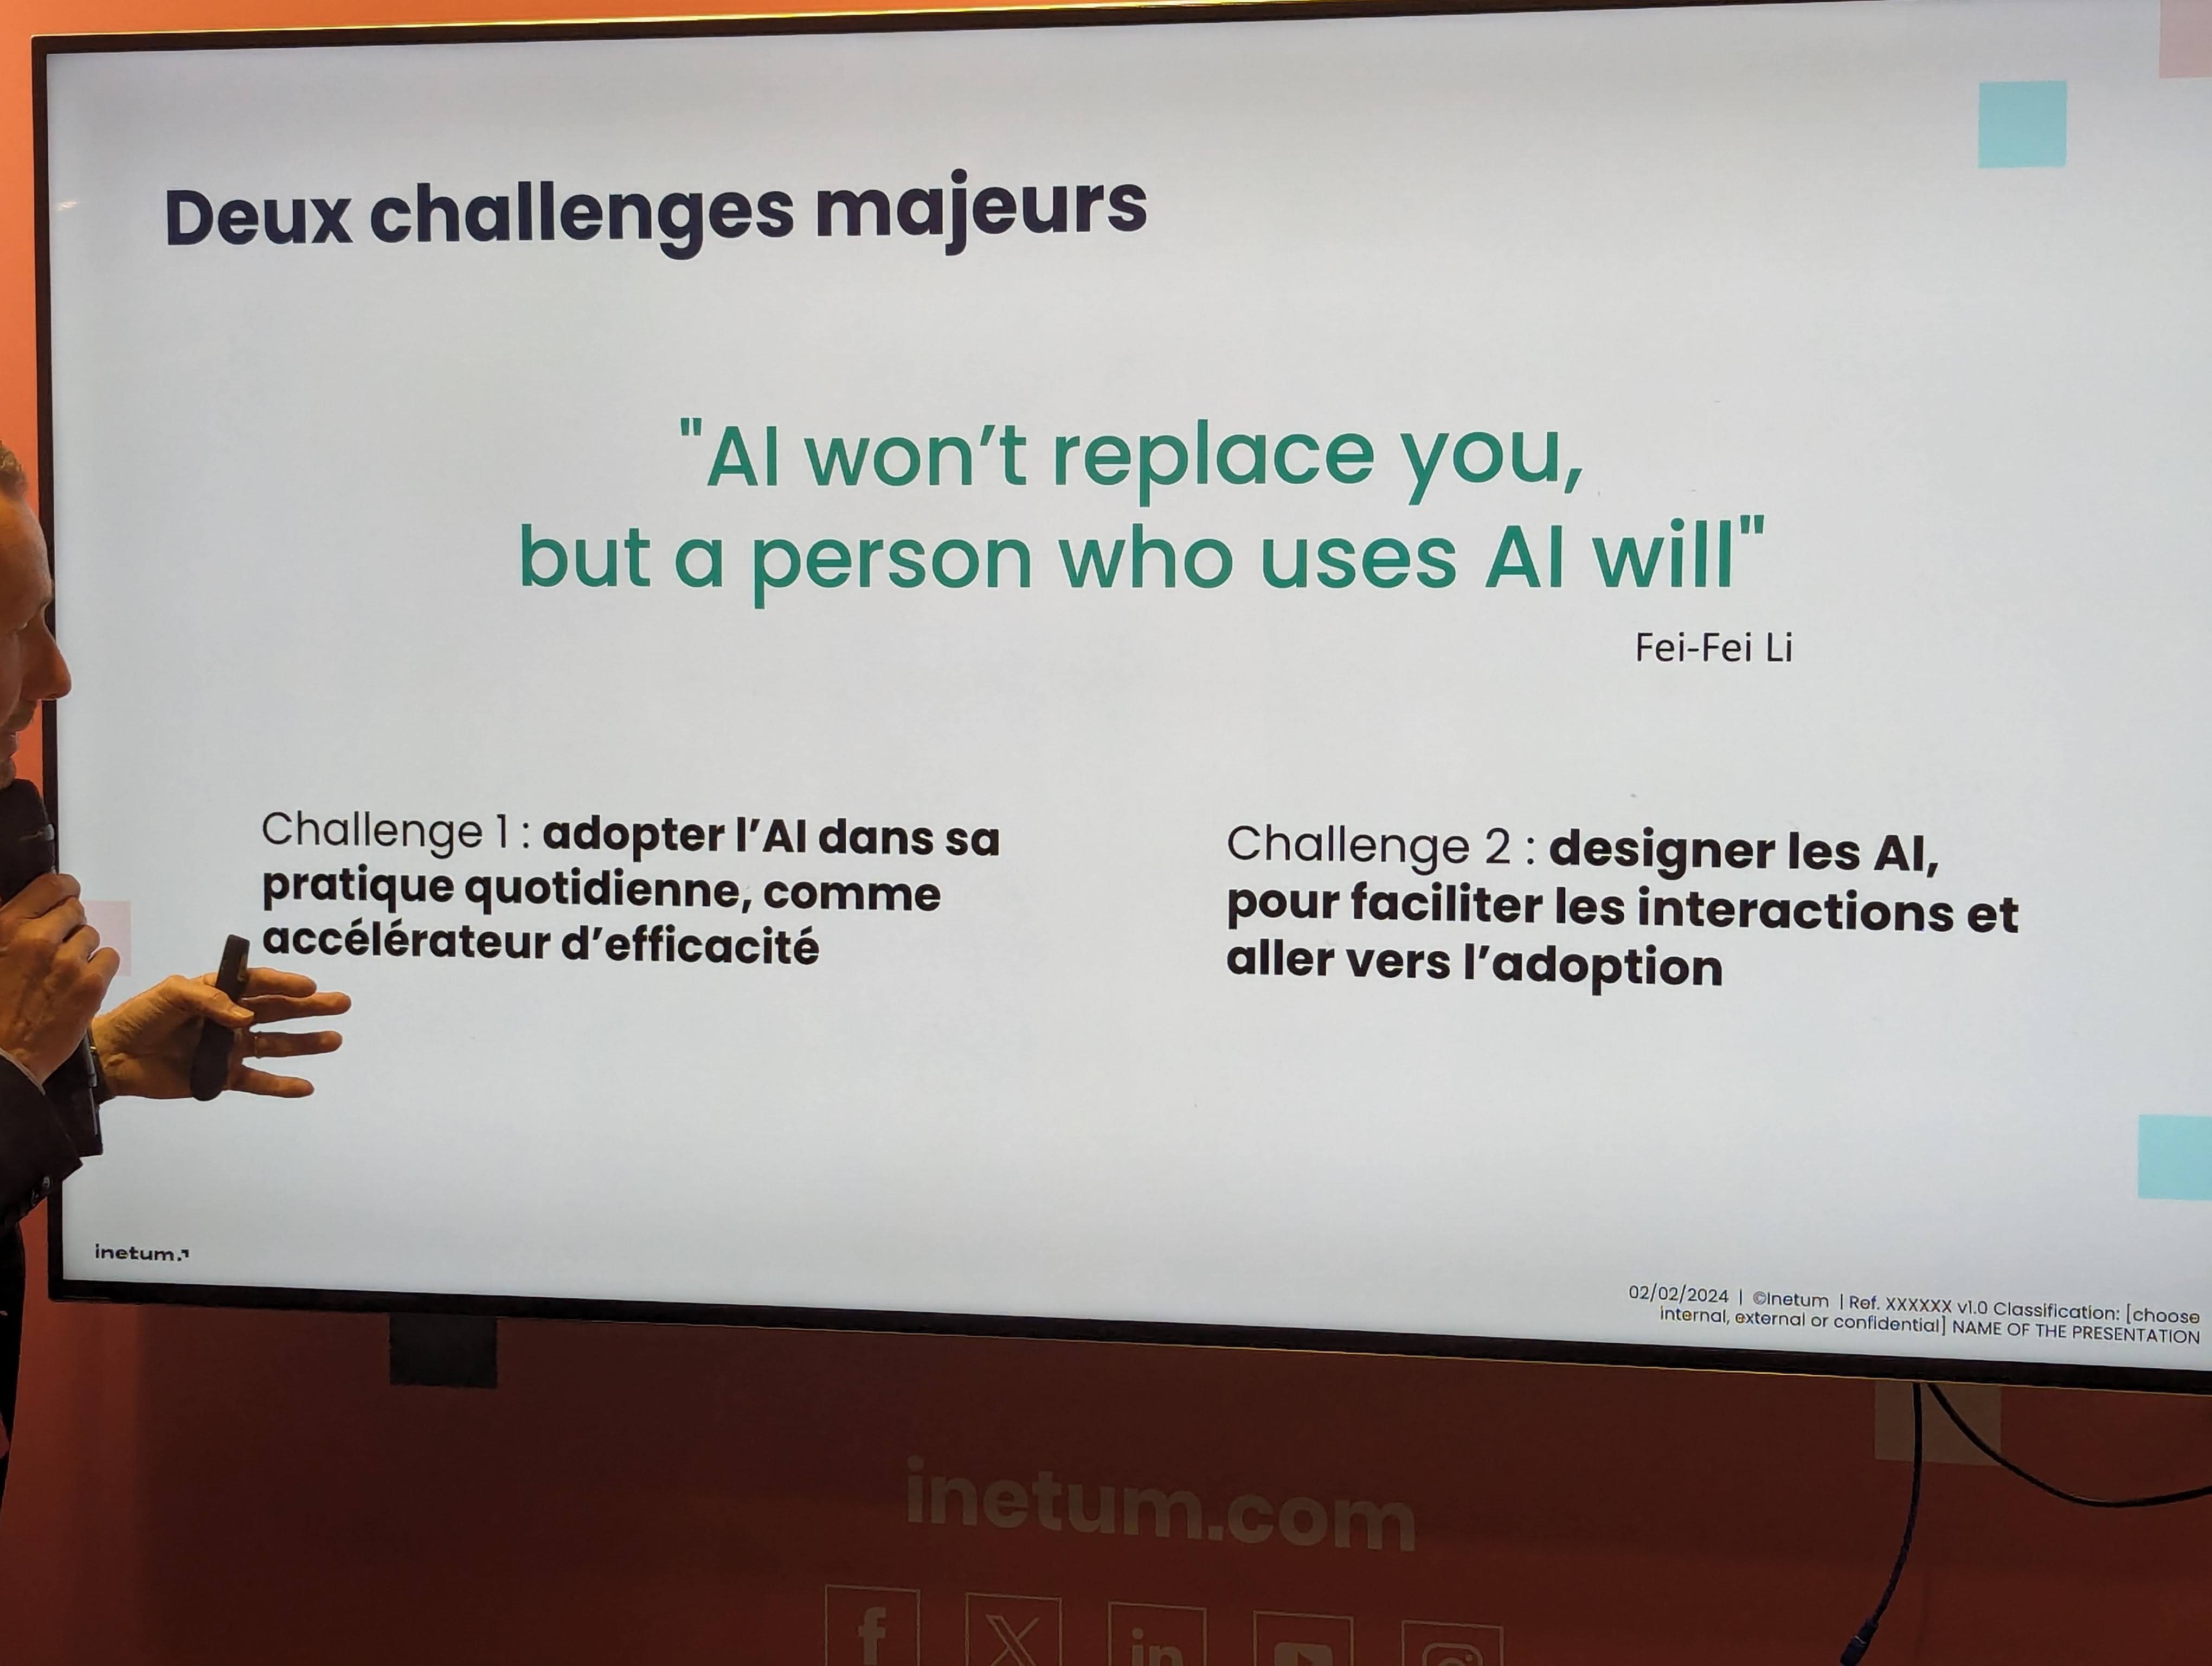 Deux challenges majeurs
"AI won’t replace you,
but a person who uses AI will"
Fei-Fei Li
Challenge 1 : adopter l’AI dans sa
pratique quotidienne, comme
accélérateur d’efficacité
Challenge 2 : designer les AI,
pour faciliter les interactions et
aller vers l’adoption
inetum.
02/02/2024 | ©Inetum | Ref. XXXXXX v1.0 Classification: [choose
internal, external or confidential] NAME OF THE PRESENTATION
inetum.com
f X in